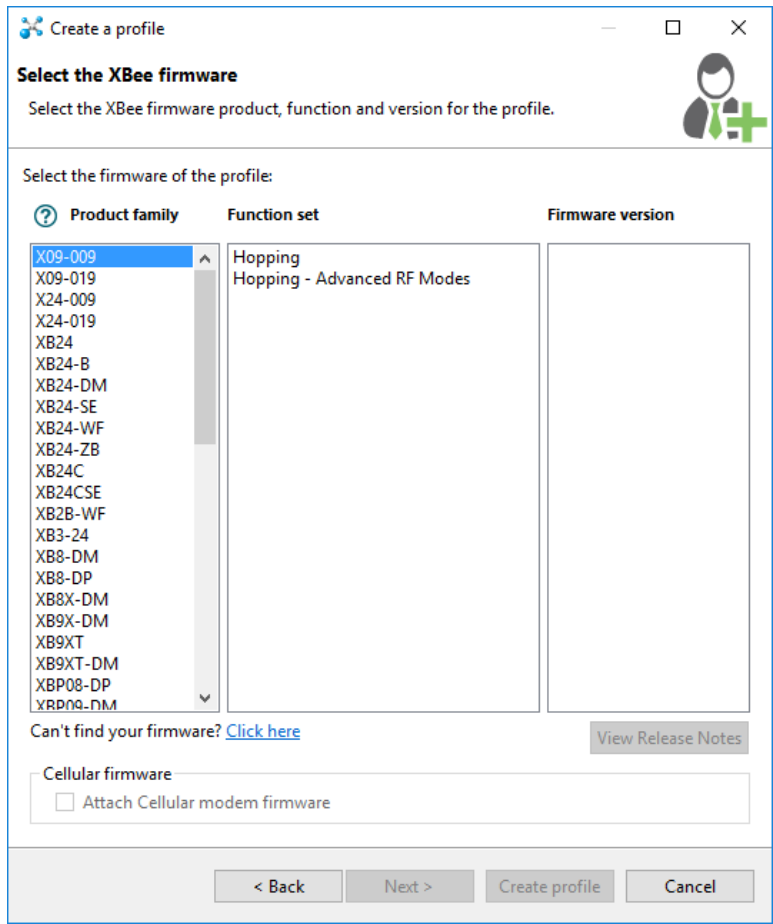 Create a profile
Select the XBee firmware
Select the XBee firmware product, function and version for the profile.
Select the firmware of the profile:
Product family
Function set
Firmware version
X09-009
X09-019
X24-009
X24-019
XB24
XB24-B
XB24-DM
XB24-SE
XB24-WF
XB24-ZB
XB24C
XB24CSE
XB2B-WF
XB3-24
XB8-DM
XB8-DP
XB8X-DM
XB9X-DM
XB9XT
XB9XT-DM
XBP08-DP
XBP09-DM
Hopping
Hopping - Advanced RF Modes
Can't find your firmware? Click here
View Release Notes
Cellular firmware
Attach Cellular modem firmware
< Back
Next >
Create profile
Cancel